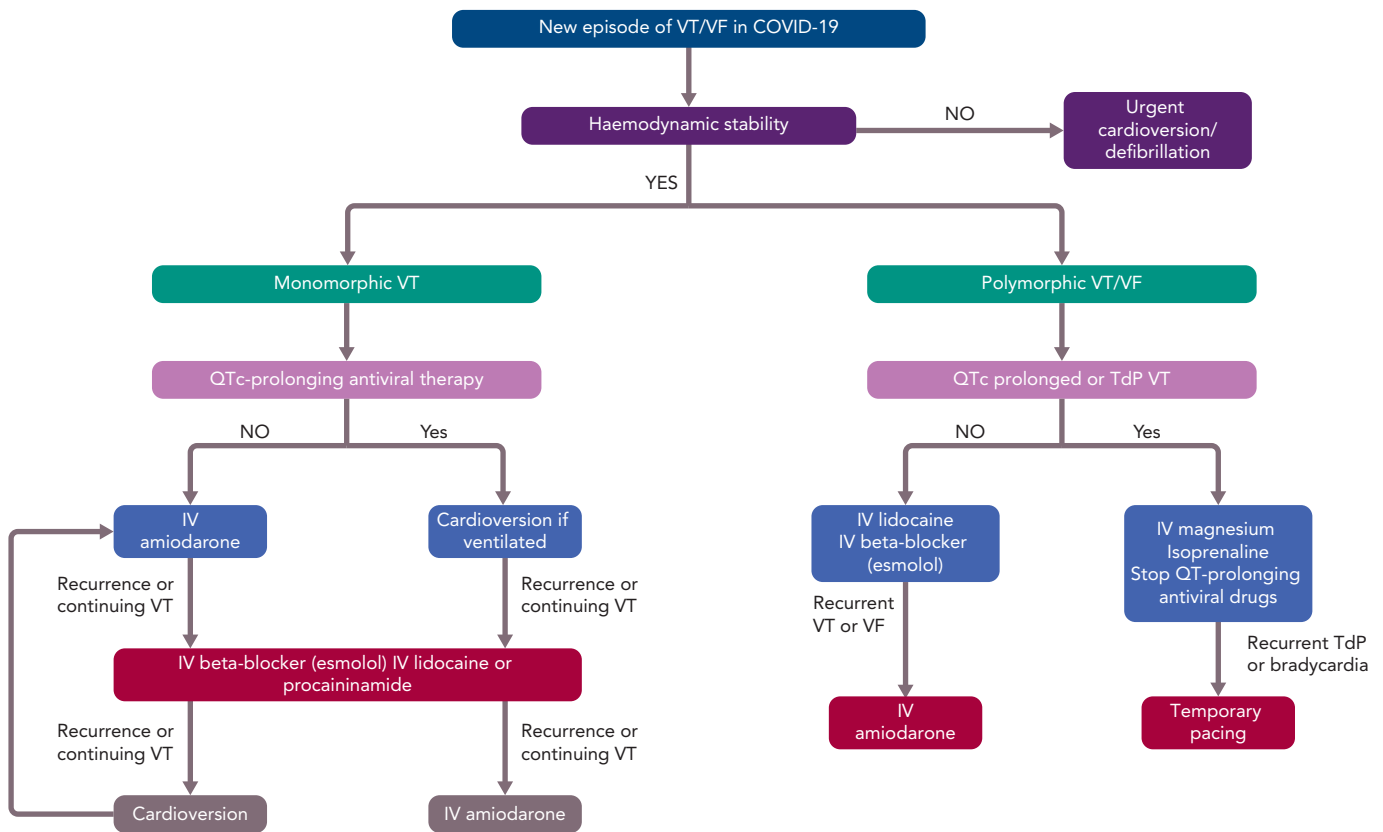 New episode of VT/VF in COVID-19
Haemodynamic stability
NO
Urgent
cardioversion/
defibrillation
YES
Monomorphic VT
Polymorphic VT/VF
QTc-prolonging antiviral therapy
QTc prolonged or TdP VT
NO
Yes
NO
Yes
IV
amiodarone
Cardioversion if
ventilated
IV lidocaine
IV beta-blocker
(esmolol)
IV magnesium
Isoprenaline
Stop QT-prolonging
antiviral drugs
Recurrence or
continuing VT
Recurrence or
continuing VT
Recurrent
VT or VF
Recurrent TdP
or bradycardia
IV beta-blocker (esmolol) IV lidocaine or
procaininamide
IV
amiodarone
Temporary
pacing
Recurrence or
continuing VT
Recurrence or
continuing VT
Cardioversion
IV amiodarone